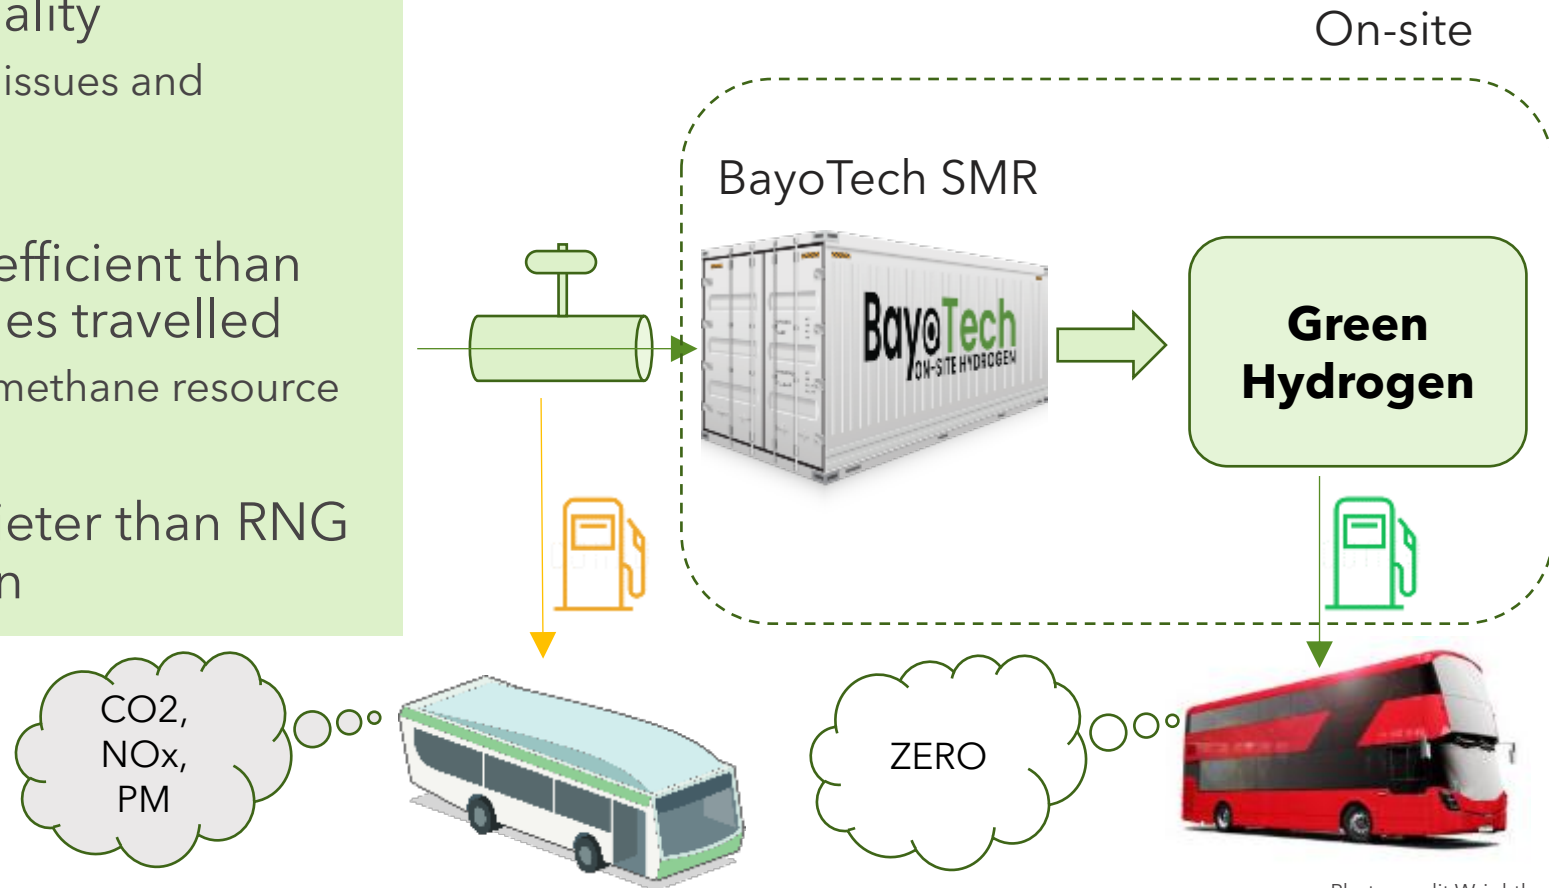 ality
issues and
efficient than
es travelled
methane resource
ieter than RNG
n
On-site
BayoTech SMR
BayoTech
ON-SITE HYDROGEN
Green
Hydrogen
CO2,
NOx,
PM
ZERO